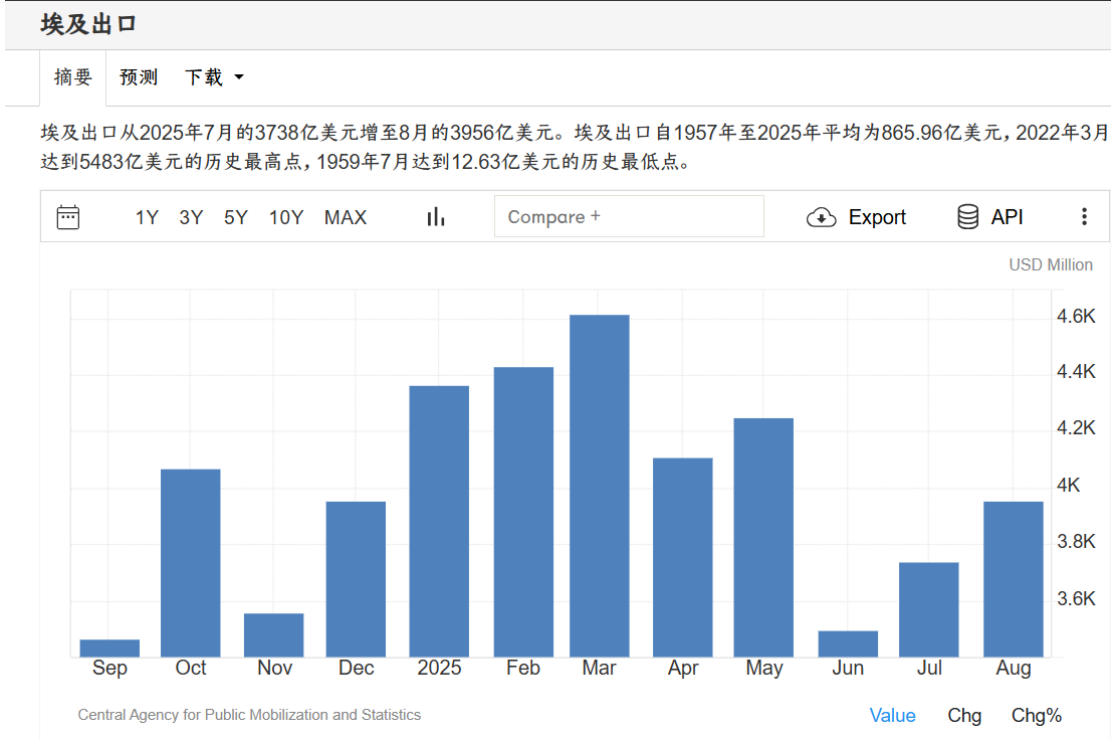 埃及出口
摘要 预测 下载
埃及出口从2025年7月的3738亿美元增至8月的3956亿美元。埃及出口自1957年至2025年平均为865.96亿美元，2022年3月
达到5483亿美元的历史最高点，1959年7月达到12.63亿美元的历史最低点。
1Y 3Y 5Y 10Y MAX Compare + Export API
USD Million
4.6K
4.4K
4.2K
4K
3.8K
3.6K
Sep Oct Nov Dec 2025 Feb Mar Apr May Jun Jul Aug
Central Agency for Public Mobilization and Statistics Value Chg Chg%